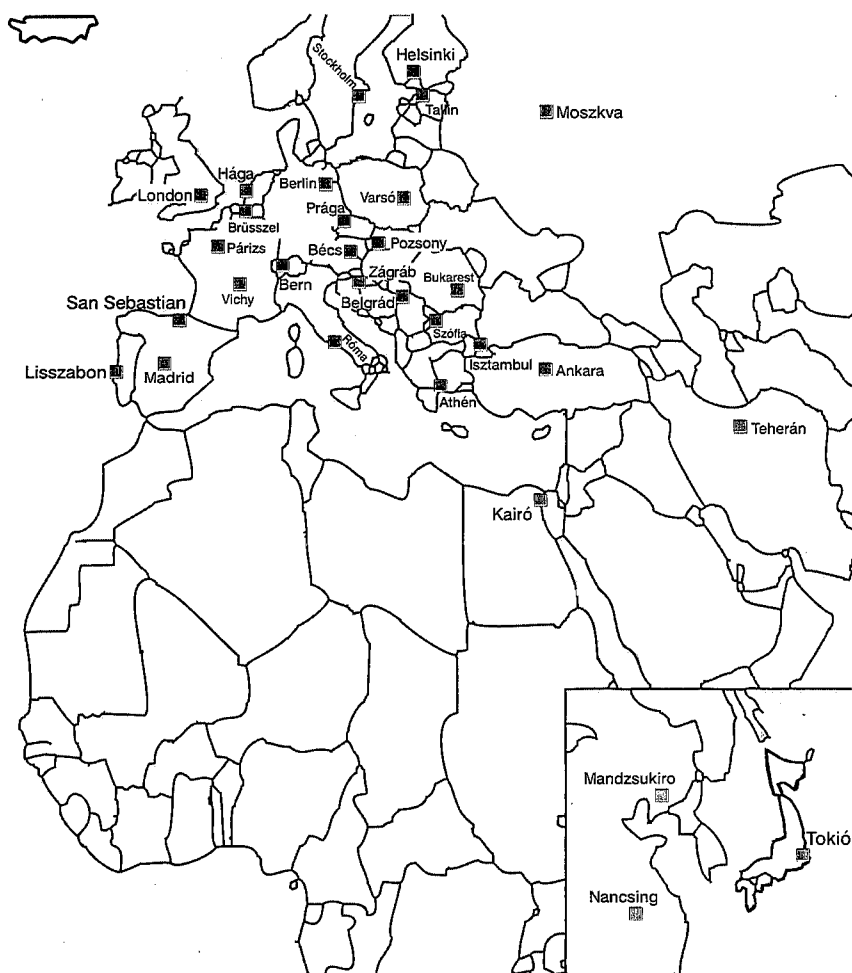 Helsinki
Stockholm
Tallin
Moszkva
Hága
Berlin
Varsó
London
Prága
Brüsszel
Párizs
Bécs
Pozsony
Zágráb
Bukarest
Bern
Vichy
Belgrád
San Sebastian
Szófia
Róma
Isztambul
Ankara
Lisszabon
Madrid
Athén
Teherán
Kairó
Mandzsukiro
Tokió
Nancsing